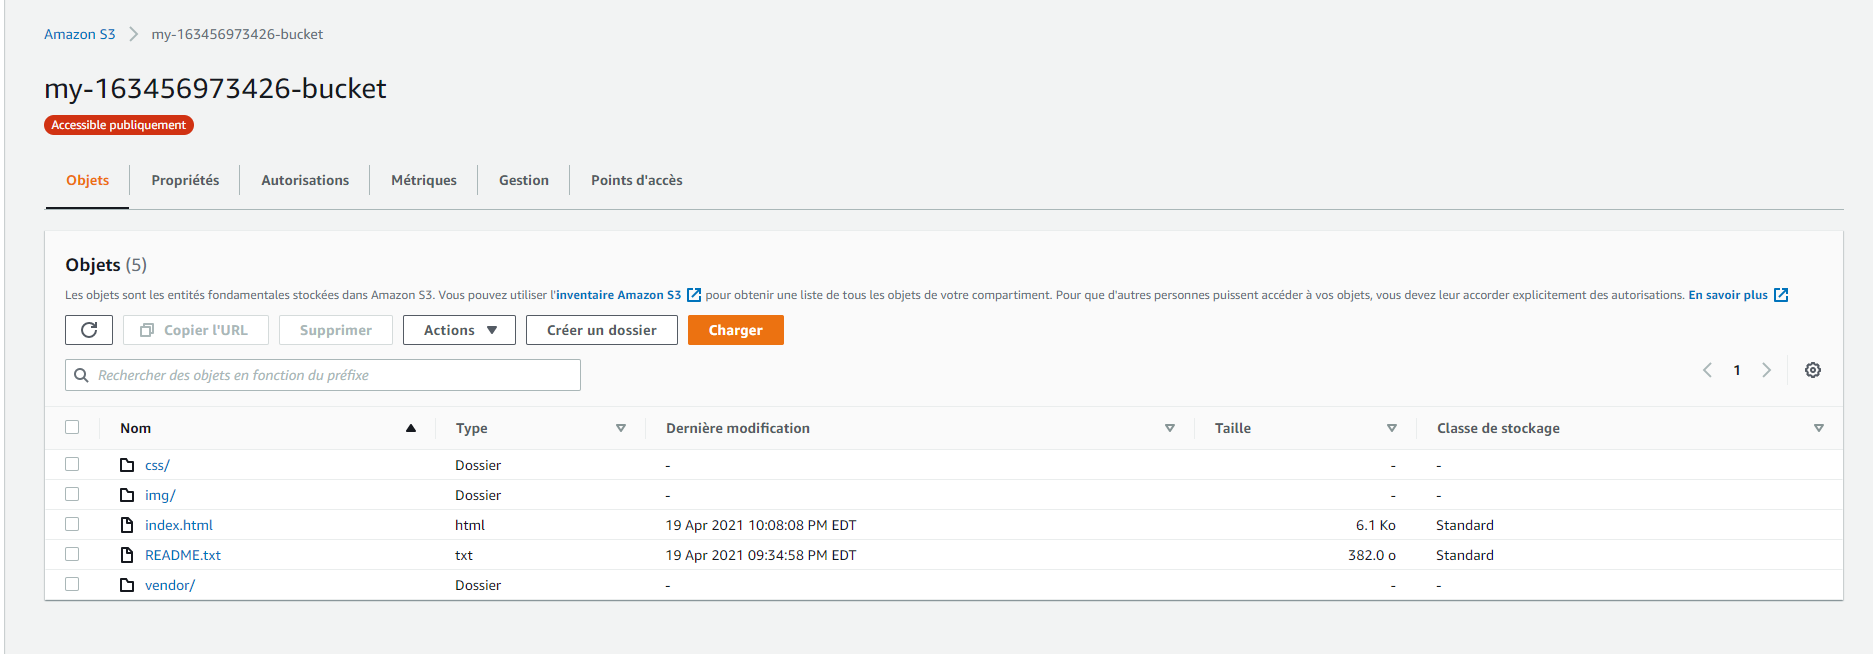 Amazon S3 > my-163456973426-bucket
my-163456973426-bucket
Accessible publiquement
Objets Propriétés Autorisations Métriques Gestion Points d'accès
Objets (5)
Les objets sont les entités fondamentales stockées dans Amazon S3. Vous pouvez utiliser l'inventaire Amazon S3 pour obtenir une liste de tous les objets de votre compartiment. Pour que d'autres personnes puissent accéder à vos objets, vous devez leur accorder explicitement des autorisations. En savoir plus
Copier l'URL Supprimer Actions Créer un dossier Charger
Rechercher des objets en fonction du préfixe
1
Nom Type Dernière modification Taille Classe de stockage
css/ Dossier - - -
img/ Dossier - - -
index.html html 19 Apr 2021 10:08:08 PM EDT 6.1 Ko Standard
README.txt txt 19 Apr 2021 09:34:58 PM EDT 382.0 o Standard
vendor/ Dossier - - -